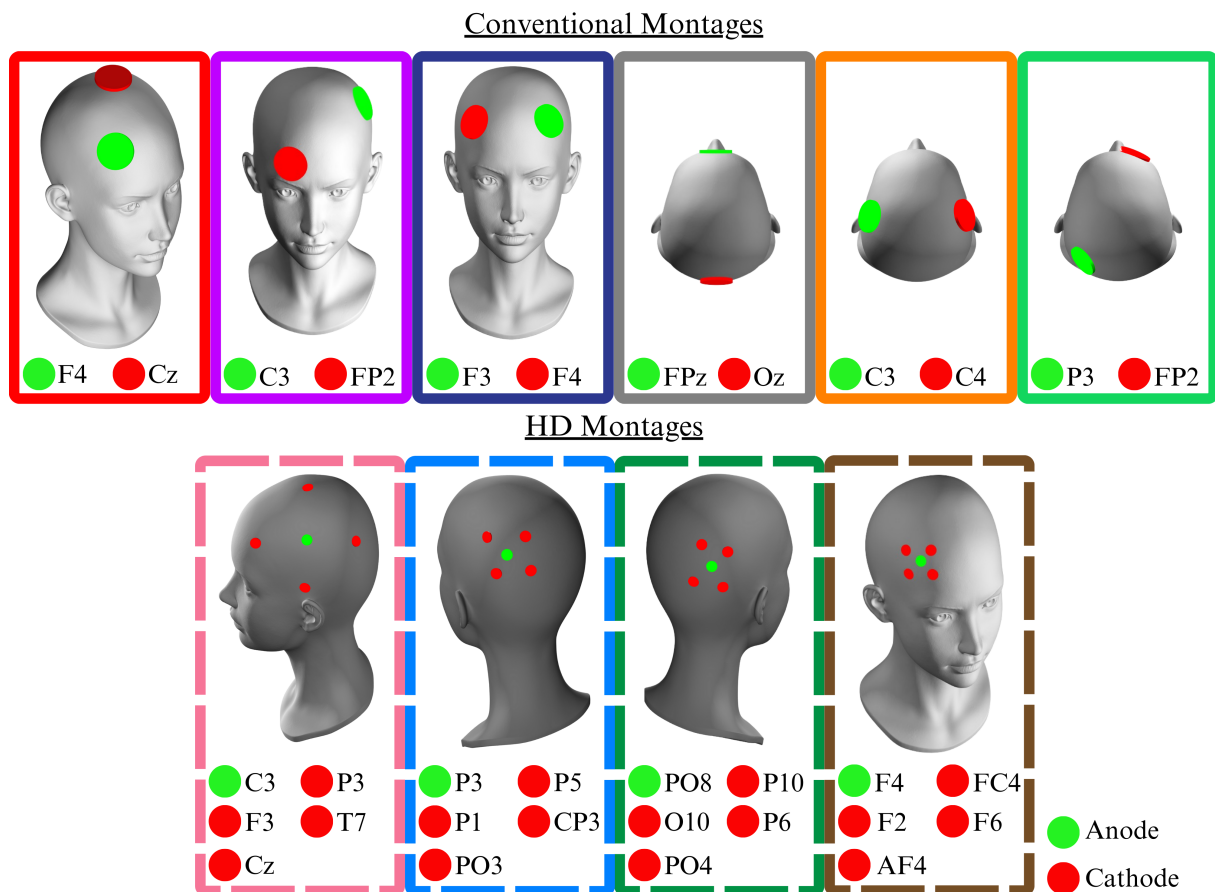 Conventional Montages
F4 Cz C3 FP2 F3 F4 FPz Oz C3 C4 P3 FP2
HD Montages
C3 P3 P3 P5 PO8 P10 F4 FC4
F3 T7 P1 CP3 O10 P6 F2 F6 Anode
Cz PO3 PO4 AF4 Cathode